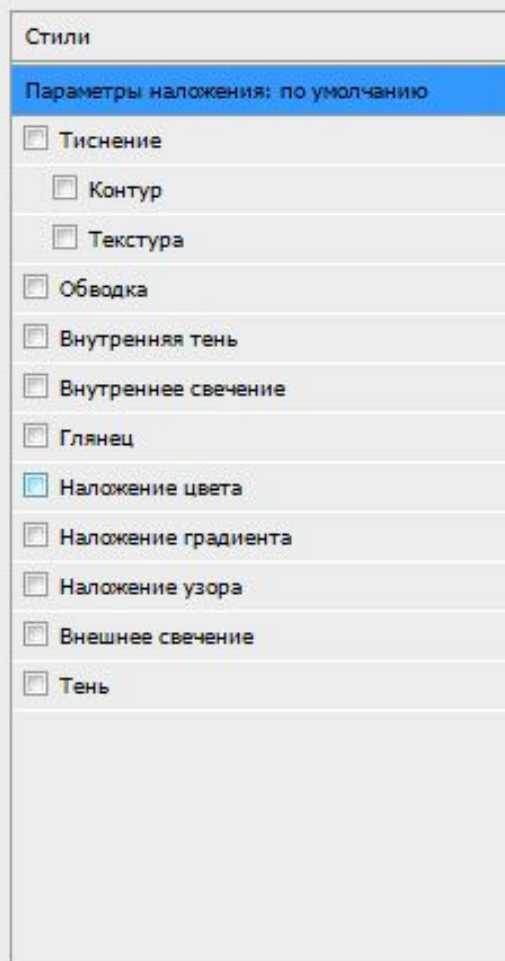 Стили
Параметры наложения: по умолчанию
Тиснение
Контур
Текстура
Обводка
Внутренняя тень
Внутреннее свечение
Глянец
Наложение цвета
Наложение градиента
Наложение узора
Внешнее свечение
Тень